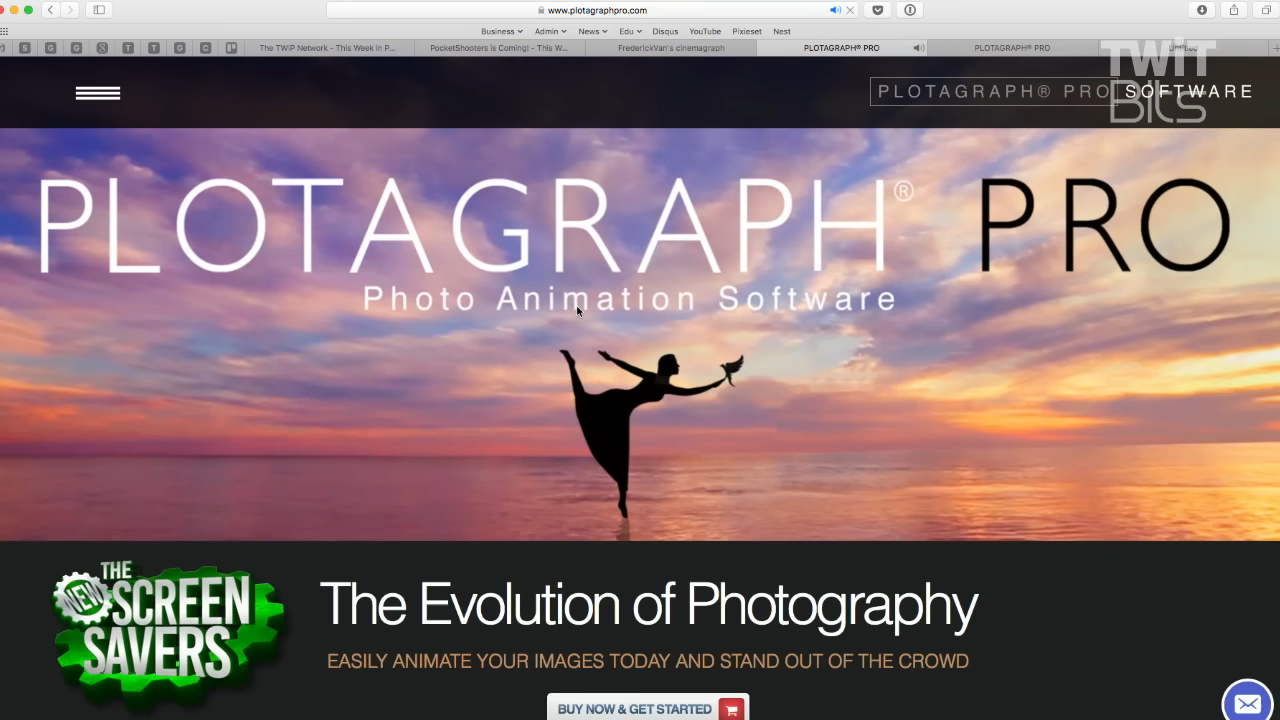 www.plotagraphpro.com
Business Admin News Edu Disqus YouTube Pixieset Nest
S G G 8 T T G C The TWiP Network - This Week in P... PocketShooters Is Coming! - This W... FrederickVan's cinemagraph PLOTAGRAPH® PRO PLOTAGRAPH® PRO Untitled
TWiT
BITS
PLOTAGRAPH® PRO SOFTWARE
PLOTAGRAPH® PRO
Photo Animation Software
THE
NEW
SCREEN
SAVERS
The Evolution of Photography
EASILY ANIMATE YOUR IMAGES TODAY AND STAND OUT OF THE CROWD
BUY NOW & GET STARTED